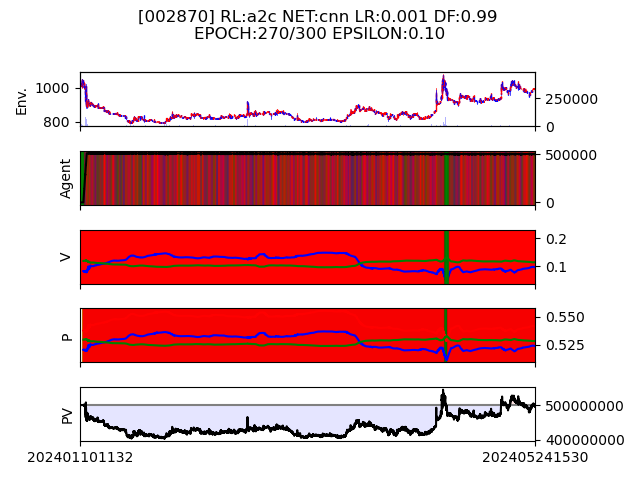 [002870] RL:a2c NET:cnn LR:0.001 DF:0.99
EPOCH:270/300 EPSILON:0.10
Env.
1000
800
250000
0
Agent
500000
0
V
0.2
0.1
P
0.550
0.525
PV
500000000
400000000
202401101132
202405241530